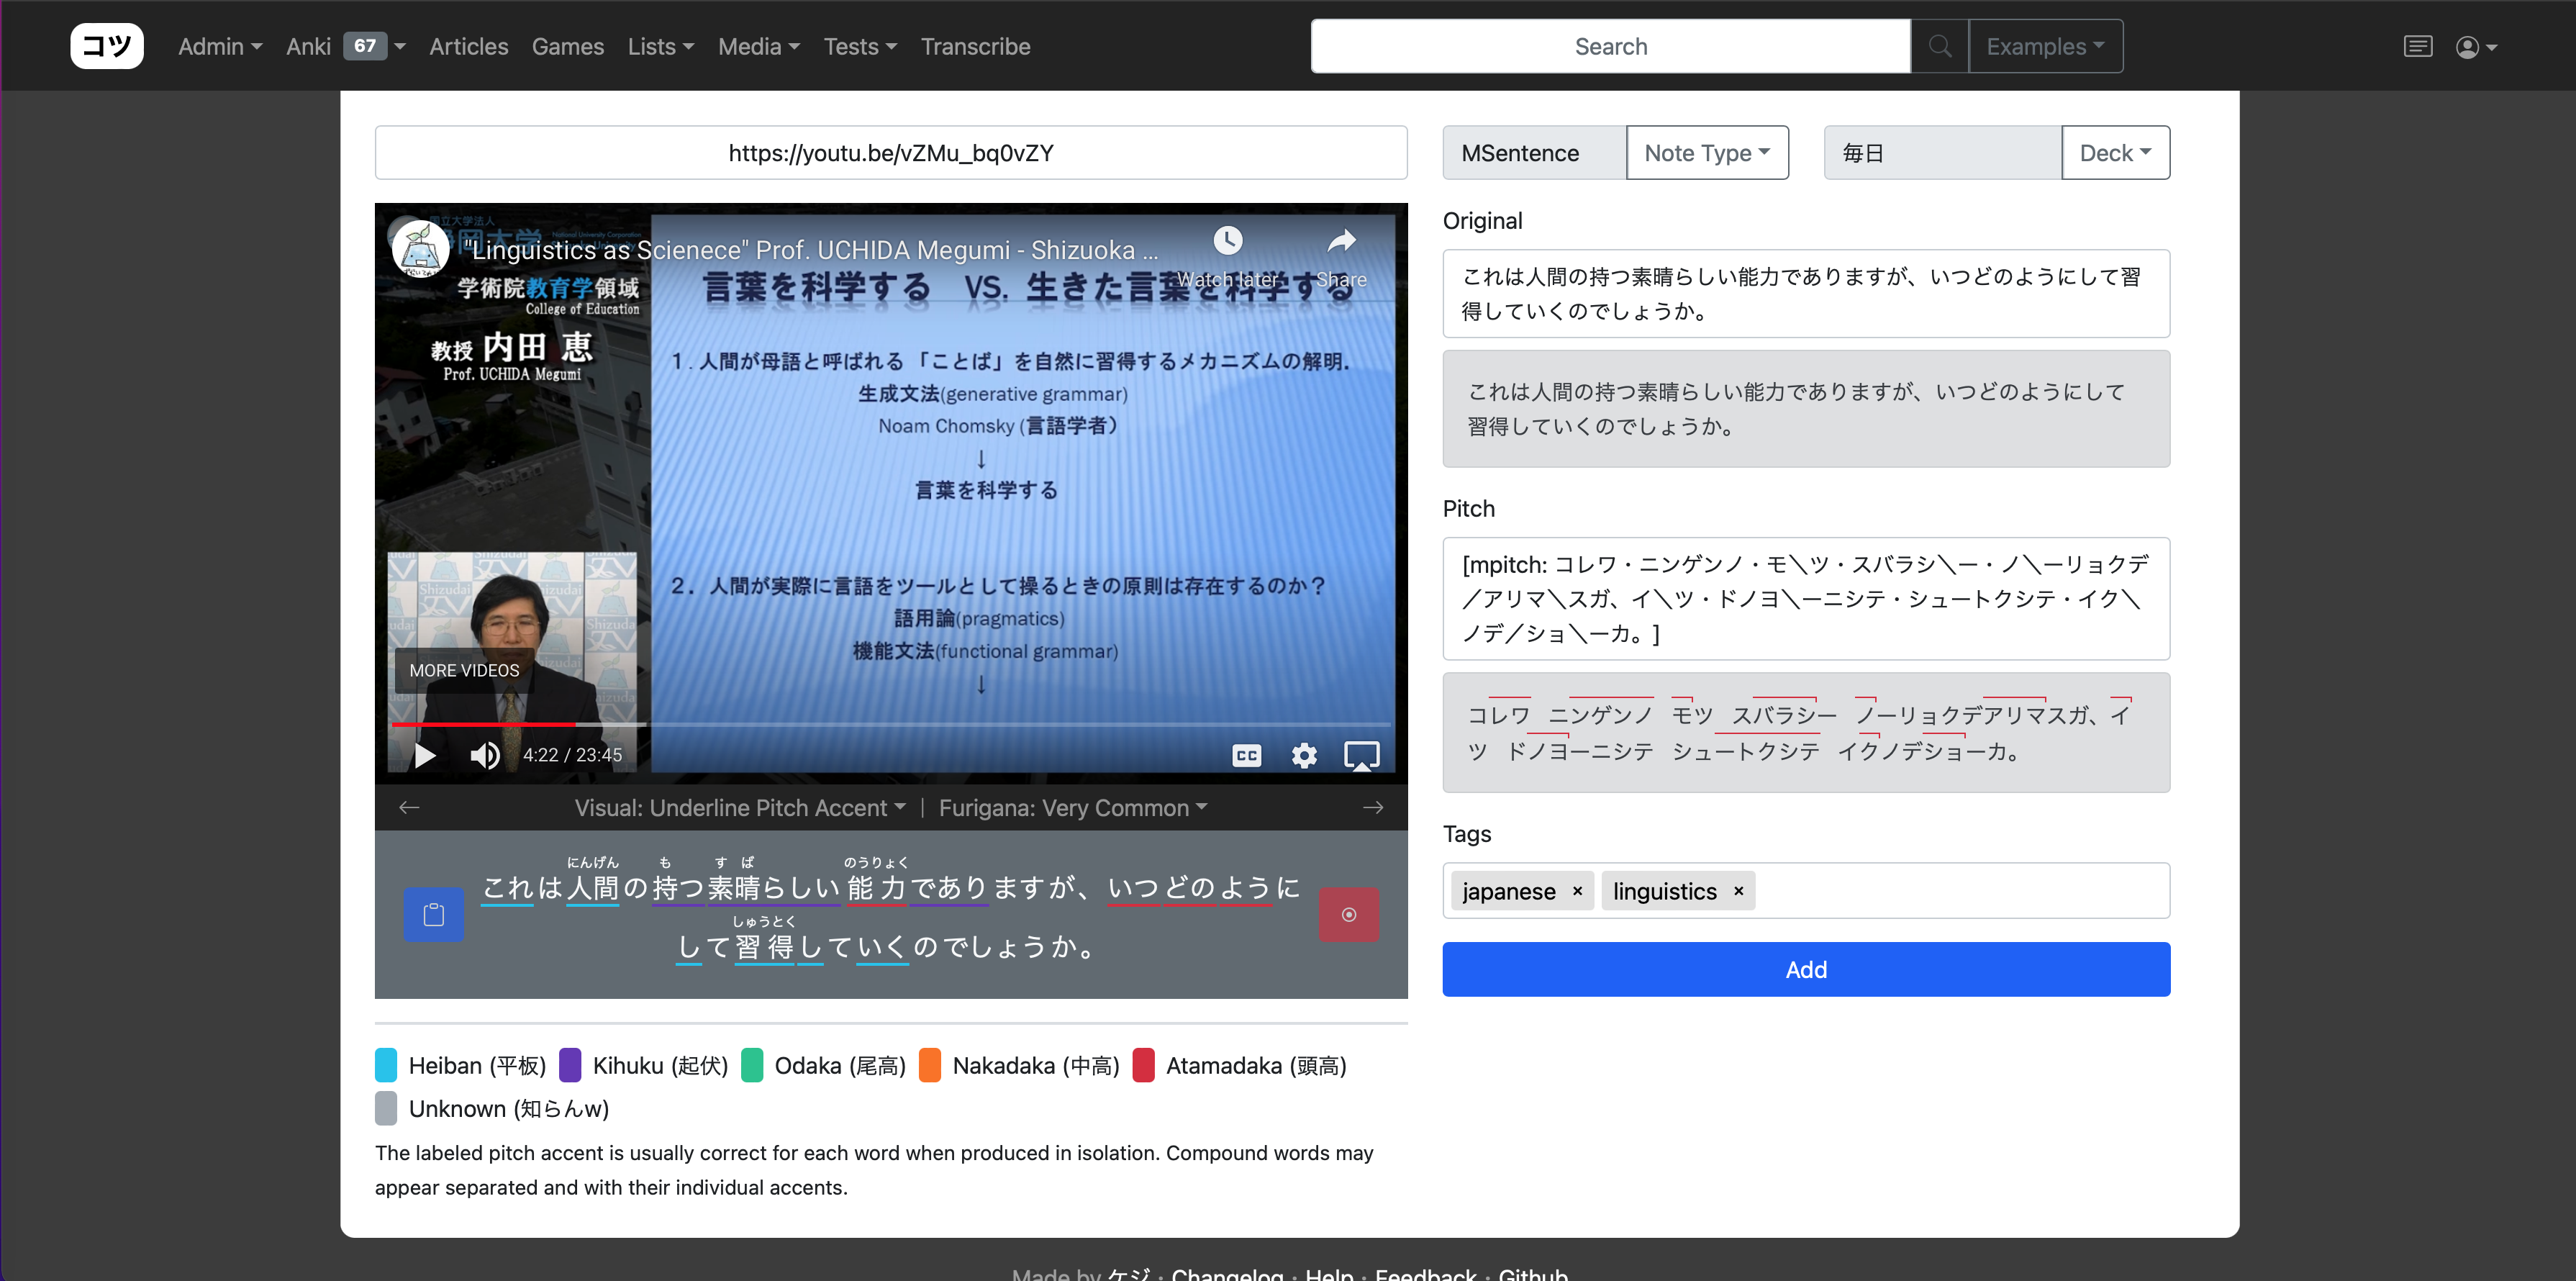 コツ Admin Anki 67 Articles Games Lists Media Tests Transcribe Search Examples
https://youtu.be/vZMu_bq0vZY
国立大学法人
"Linguistics as Scienece" Prof. UCHIDA Megumi - Shizuoka ...
Watch later
Share
学術院教育学領域
College of Education
教授 内田 恵
Prof. UCHIDA Megumi
言葉を科学する VS. 生きた言葉を科学する
1．人間が母語と呼ばれる「ことば」を自然に習得するメカニズムの解明．
生成文法(generative grammar)
Noam Chomsky (言語学者)
↓
言葉を科学する
2．人間が実際に言語をツールとして操るときの原則は存在するのか？
語用論(pragmatics)
機能文法(functional grammar)
↓
Shizudai
MORE VIDEOS
4:22 / 23:45
CC
← Visual: Underline Pitch Accent | Furigana: Very Common →
にんげん も す ば のうりょく
これは人間の持つ素晴らしい能力でありますが、いつどのように
しゅうとく
して習得していくのでしょうか。
Heiban (平板) Kihuku (起伏) Odaka (尾高) Nakadaka (中高) Atamadaka (頭高)
Unknown (知らんw)
The labeled pitch accent is usually correct for each word when produced in isolation. Compound words may
appear separated and with their individual accents.
MSentence Note Type 毎日 Deck
Original
これは人間の持つ素晴らしい能力でありますが、いつどのようにして習
得していくのでしょうか。
これは人間の持つ素晴らしい能力でありますが、いつどのようにして
習得していくのでしょうか。
Pitch
[mpitch: コレワ・ニンゲンノ・モ＼ツ・スバラシ＼ー・ノ＼ーリョクデ
／アリマ＼スガ、イ＼ツ・ドノヨ＼ーニシテ・シュートクシテ・イク＼
ノデ／ショ＼ーカ。]
コレワ ニンゲンノ モツ スバラシー ノーリョクデアリマスガ、イ
ツ ドノヨーニシテ シュートクシテ イクノデショーカ。
Tags
japanese × linguistics ×
Add
Made by ケジ · Changelog · Help · Feedback · Github